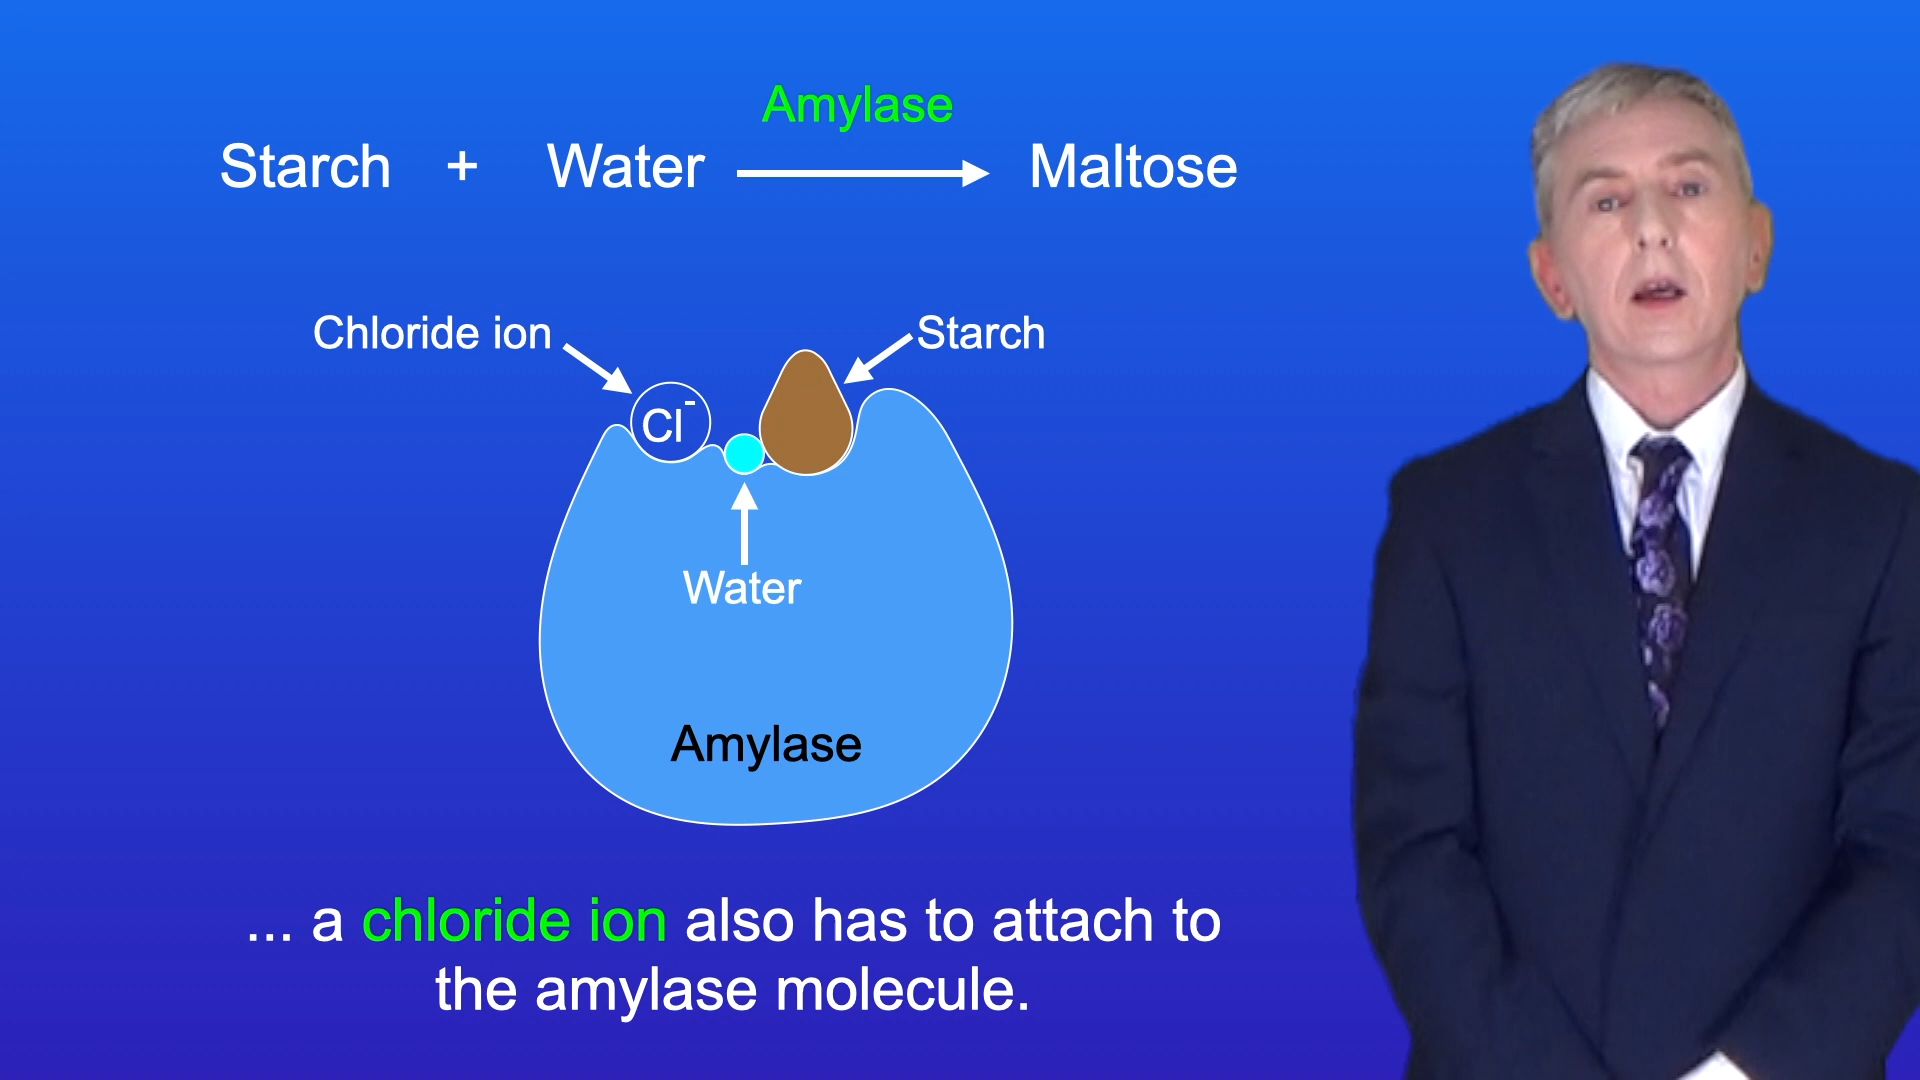 Amylase
Starch + Water Maltose
Chloride ion
Starch
Cl⁻
Water
Amylase
... a chloride ion also has to attach to
the amylase molecule.